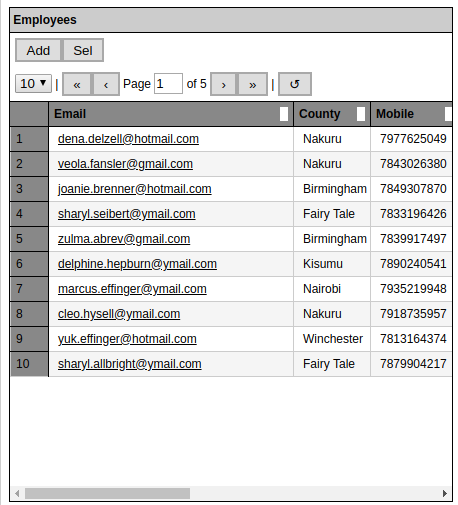 Employees
Add Sel
10 ▼ | « ‹ Page 1 of 5 › » | ↺
Email County Mobile
1 dena.delzell@hotmail.com Nakuru 7977625049
2 veola.fansler@gmail.com Nakuru 7843026380
3 joanie.brenner@hotmail.com Birmingham 7849307870
4 sharyl.seibert@ymail.com Fairy Tale 7833196426
5 zulma.abrev@gmail.com Birmingham 7839917497
6 delphine.hepburn@ymail.com Kisumu 7890240541
7 marcus.effinger@ymail.com Nairobi 7935219948
8 cleo.hysell@ymail.com Nakuru 7918735957
9 yuk.effinger@hotmail.com Winchester 7813164374
10 sharyl.allbright@ymail.com Fairy Tale 7879904217